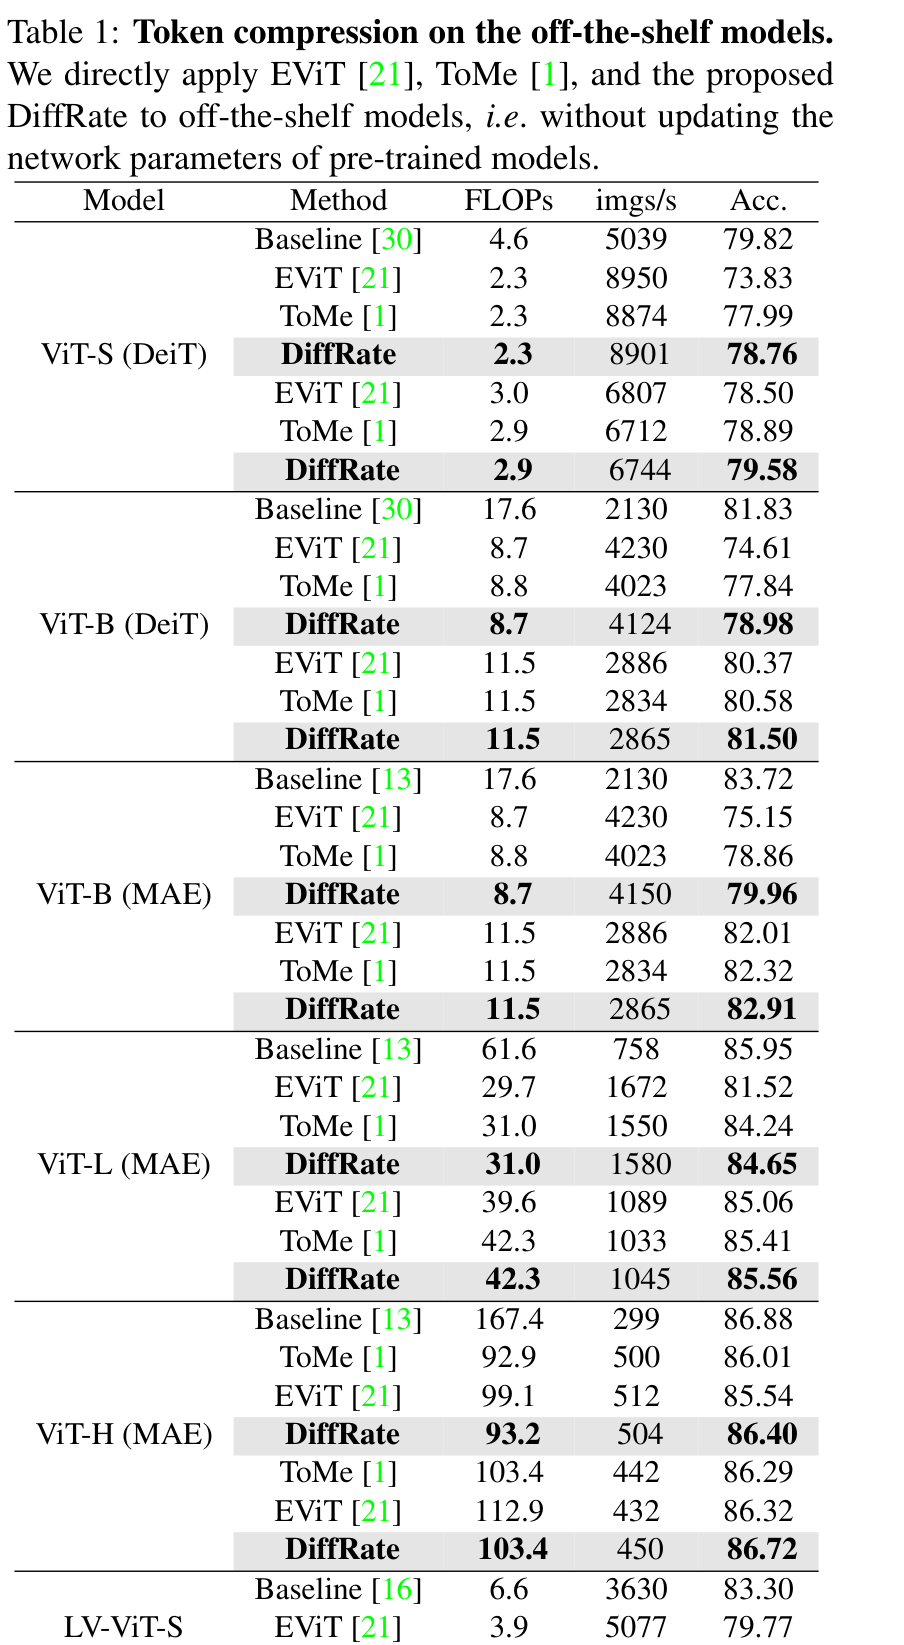 Table 1: Token compression on the off-the-shelf models.
We directly apply EViT [21], ToMe [1], and the proposed
DiffRate to off-the-shelf models, i.e. without updating the
network parameters of pre-trained models.
Model Method FLOPs imgs/s Acc.
Baseline [30] 4.6 5039 79.82
EViT [21] 2.3 8950 73.83
ToMe [1] 2.3 8874 77.99
ViT-S (DeiT) DiffRate 2.3 8901 78.76
EViT [21] 3.0 6807 78.50
ToMe [1] 2.9 6712 78.89
DiffRate 2.9 6744 79.58
Baseline [30] 17.6 2130 81.83
EViT [21] 8.7 4230 74.61
ToMe [1] 8.8 4023 77.84
ViT-B (DeiT) DiffRate 8.7 4124 78.98
EViT [21] 11.5 2886 80.37
ToMe [1] 11.5 2834 80.58
DiffRate 11.5 2865 81.50
Baseline [13] 17.6 2130 83.72
EViT [21] 8.7 4230 75.15
ToMe [1] 8.8 4023 78.86
ViT-B (MAE) DiffRate 8.7 4150 79.96
EViT [21] 11.5 2886 82.01
ToMe [1] 11.5 2834 82.32
DiffRate 11.5 2865 82.91
Baseline [13] 61.6 758 85.95
EViT [21] 29.7 1672 81.52
ToMe [1] 31.0 1550 84.24
ViT-L (MAE) DiffRate 31.0 1580 84.65
EViT [21] 39.6 1089 85.06
ToMe [1] 42.3 1033 85.41
DiffRate 42.3 1045 85.56
Baseline [13] 167.4 299 86.88
ToMe [1] 92.9 500 86.01
EViT [21] 99.1 512 85.54
ViT-H (MAE) DiffRate 93.2 504 86.40
ToMe [1] 103.4 442 86.29
EViT [21] 112.9 432 86.32
DiffRate 103.4 450 86.72
Baseline [16] 6.6 3630 83.30
LV-ViT-S EViT [21] 3.9 5077 79.77